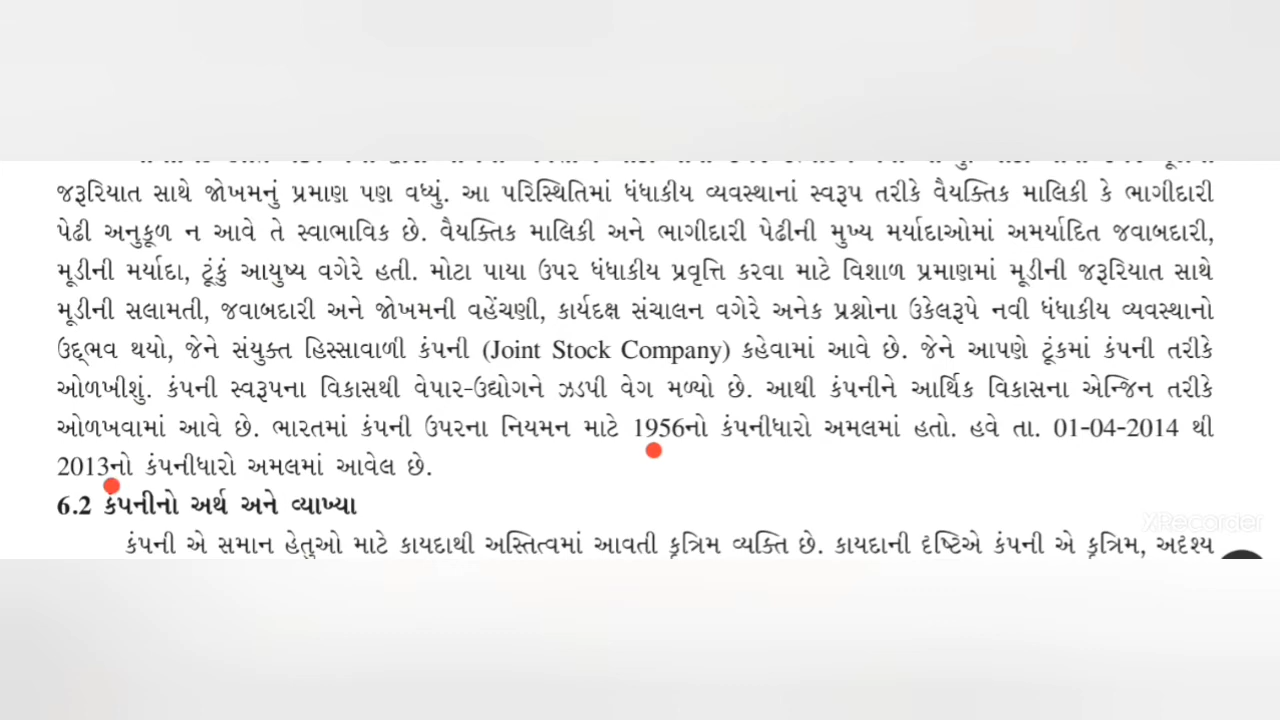 જરૂરિયાત સાથે જોખમનું પ્રમાણ પણ વધ્યું. આ પરિસ્થિતિમાં ધંધાકીય વ્યવસ્થાનાં સ્વરૂપ તરીકે વૈયક્તિક માલિકી કે ભાગીદારી
પેઢી અનુકૂળ ન આવે તે સ્વાભાવિક છે. વૈયક્તિક માલિકી અને ભાગીદારી પેઢીની મુખ્ય મર્યાદાઓમાં અમર્યાદિત જવાબદારી,
મૂડીની મર્યાદા, ટૂંકું આયુષ્ય વગેરે હતી. મોટા પાયા ઉપર ધંધાકીય પ્રવૃત્તિ કરવા માટે વિશાળ પ્રમાણમાં મૂડીની જરૂરિયાત સાથે
મૂડીની સલામતી, જવાબદારી અને જોખમની વહેંચણી, કાર્યદક્ષ સંચાલન વગેરે અનેક પ્રશ્નોના ઉકેલરૂપે નવી ધંધાકીય વ્યવસ્થાનો
ઉદ્ભવ થયો, જેને સંયુક્ત હિસ્સાવાળી કંપની (Joint Stock Company) કહેવામાં આવે છે. જેને આપણે ટૂંકમાં કંપની તરીકે
ઓળખીશું. કંપની સ્વરૂપના વિકાસથી વેપાર-ઉદ્યોગને ઝડપી વેગ મળ્યો છે. આથી કંપનીને આર્થિક વિકાસના એન્જિન તરીકે
ઓળખવામાં આવે છે. ભારતમાં કંપની ઉપરના નિયમન માટે 1956નો કંપનીધારો અમલમાં હતો. હવે તા. 01-04-2014 થી
2013નો કંપનીધારો અમલમાં આવેલ છે.
6.2 કંપનીનો અર્થ અને વ્યાખ્યા
XRecorder
કંપની એ સમાન હેતુઓ માટે કાયદાથી અસ્તિત્વમાં આવતી કૃત્રિમ વ્યક્તિ છે. કાયદાની દૃષ્ટિએ કંપની એ કૃત્રિમ, અદૃશ્ય